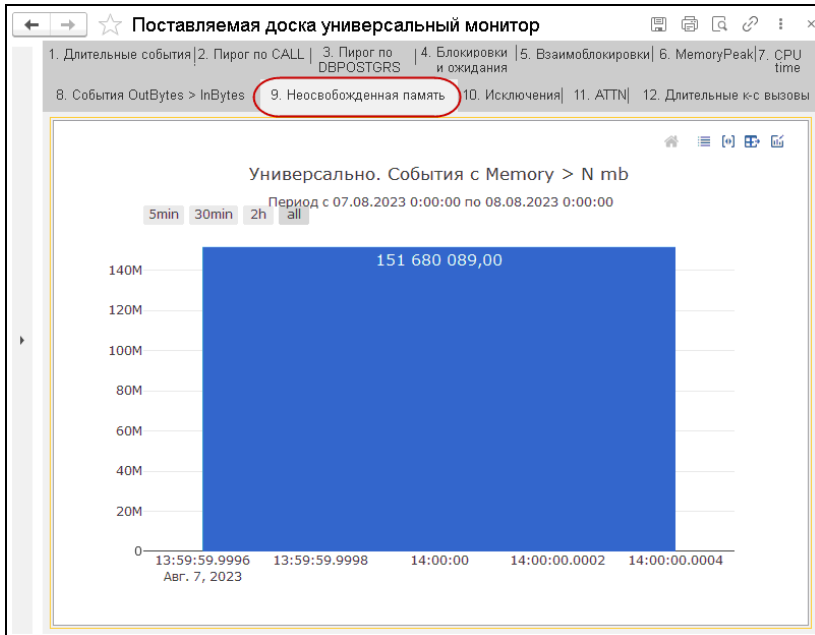 Поставляемая доска универсальный монитор
1. Длительные события| 2. Пирог по CALL | 3. Пирог по DBPOSTGRS | 4. Блокировки и ожидания | 5. Взаимоблокировки| 6. MemoryPeak| 7. CPU time
8. События OutBytes > InBytes 9. Неосвобожденная память 10. Исключения| 11. ATTN| 12. Длительные к-с вызовы
Универсально. События с Memory > N mb
Период с 07.08.2023 0:00:00 по 08.08.2023 0:00:00
5min 30min 2h all
151 680 089,00
140M
120M
100M
80M
60M
40M
20M
0
13:59:59.9996 13:59:59.9998 14:00:00 14:00:00.0002 14:00:00.0004
Авг. 7, 2023